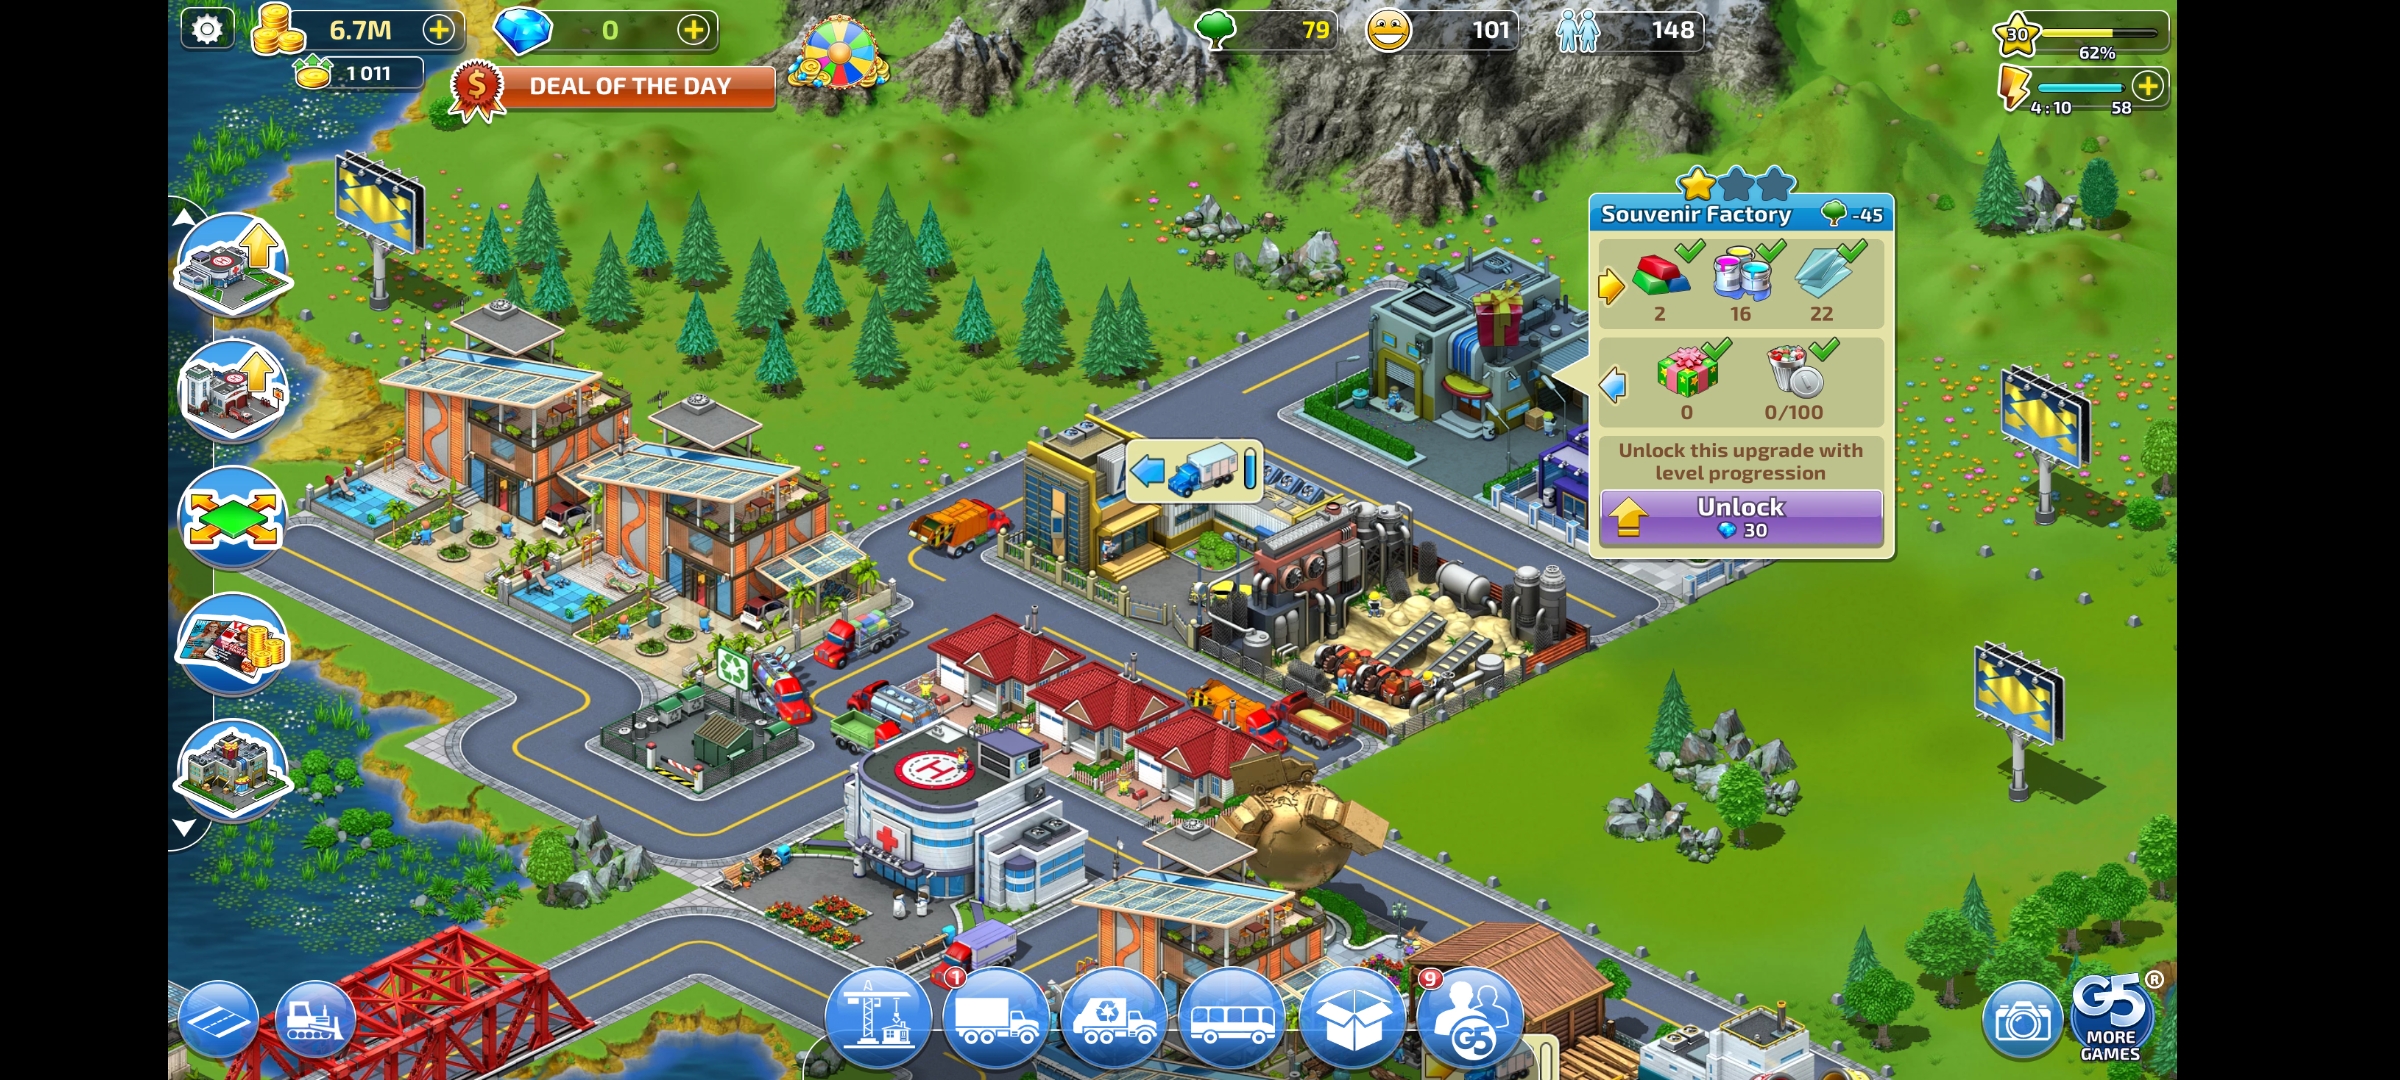 6.7M
0
79
101
148
30
62%
1 011
DEAL OF THE DAY
4:10
58
Souvenir Factory
-45
2
16
22
0
0/100
Unlock this upgrade with
level progression
Unlock
30
H
1
9
G5
G5
®
MORE
GAMES